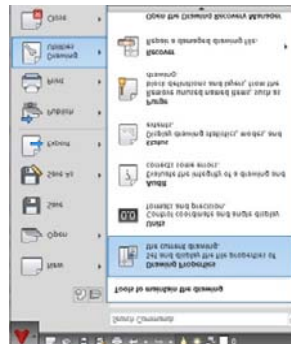 Search Commands
New
Open
Save
Save As
Export
Publish
Print
Drawing
Utilities
Close
Tools to maintain the drawing
Drawing Properties
Set and display the file properties of
the current drawing.
Units
Control coordinate and angle display
formats and precision.
Audit
Evaluate the integrity of a drawing and
correct some errors.
Status
Display drawing statistics, modes, and
extents.
Purge
Remove unused named items, such as
block definitions and layers, from the
drawing.
Recover
Repair a damaged drawing file.
Open the Drawing Recovery Manager